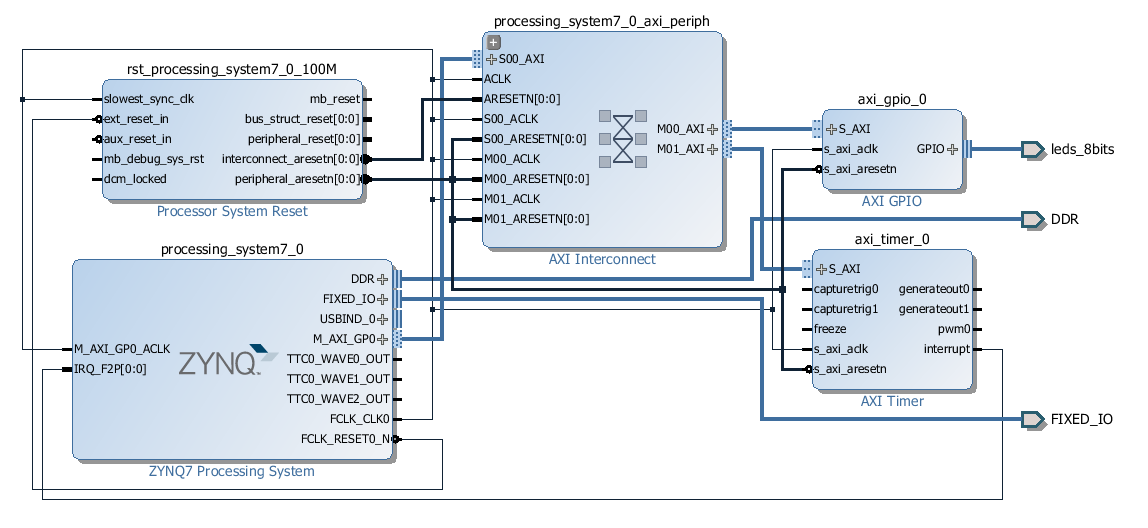 rst_processing_system7_0_100M
slowest_sync_clk
ext_reset_in
aux_reset_in
mb_debug_sys_rst
dcm_locked
mb_reset
bus_struct_reset[0:0]
peripheral_reset[0:0]
interconnect_aresetn[0:0]
peripheral_aresetn[0:0]
Processor System Reset
processing_system7_0_axi_periph
S00_AXI
ACLK
ARESETN[0:0]
S00_ACLK
S00_ARESETN[0:0]
M00_ACLK
M00_ARESETN[0:0]
M01_ACLK
M01_ARESETN[0:0]
M00_AXI
M01_AXI
AXI Interconnect
axi_gpio_0
S_AXI
s_axi_aclk
s_axi_aresetn
GPIO
AXI GPIO
leds_8bits
DDR
processing_system7_0
M_AXI_GP0_ACLK
IRQ_F2P[0:0]
ZYNQ
DDR
FIXED_IO
USBIND_0
M_AXI_GP0
TTC0_WAVE0_OUT
TTC0_WAVE1_OUT
TTC0_WAVE2_OUT
FCLK_CLK0
FCLK_RESET0_N
ZYNQ7 Processing System
axi_timer_0
S_AXI
capturetrig0
capturetrig1
freeze
s_axi_aclk
s_axi_aresetn
generateout0
generateout1
pwm0
interrupt
AXI Timer
FIXED_IO